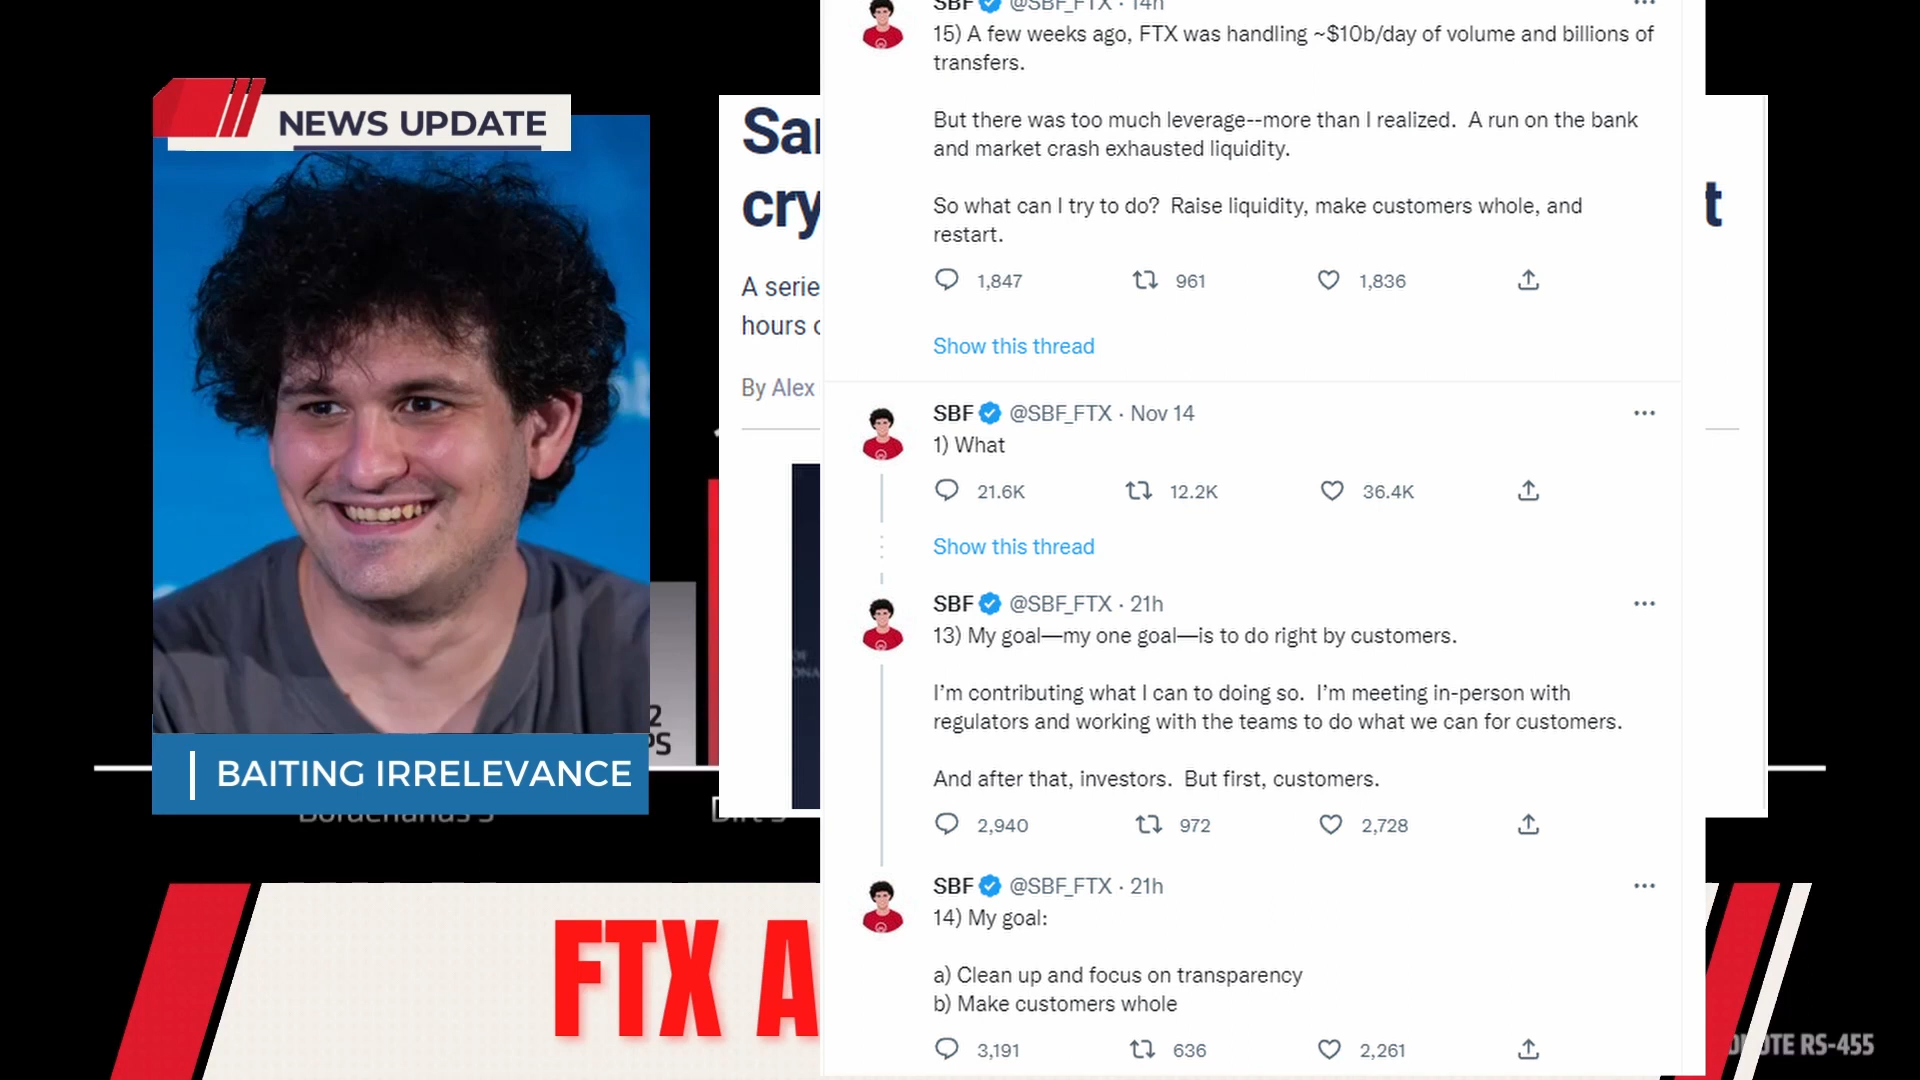 NEWS UPDATE
BAITING IRRELEVANCE
cry
t
A serie
hours
By Alex
FTX A
SBF @SBF_FTX · 14h
15) A few weeks ago, FTX was handling ~$10b/day of volume and billions of
transfers.
But there was too much leverage--more than I realized. A run on the bank
and market crash exhausted liquidity.
So what can I try to do? Raise liquidity, make customers whole, and
restart.
1,847 961 1,836
Show this thread
SBF @SBF_FTX · Nov 14
1) What
21.6K 12.2K 36.4K
Show this thread
SBF @SBF_FTX · 21h
13) My goal—my one goal—is to do right by customers.
I'm contributing what I can to doing so. I'm meeting in-person with
regulators and working with the teams to do what we can for customers.
And after that, investors. But first, customers.
2,940 972 2,728
SBF @SBF_FTX · 21h
14) My goal:
a) Clean up and focus on transparency
b) Make customers whole
3,191 636 2,261
RS-455